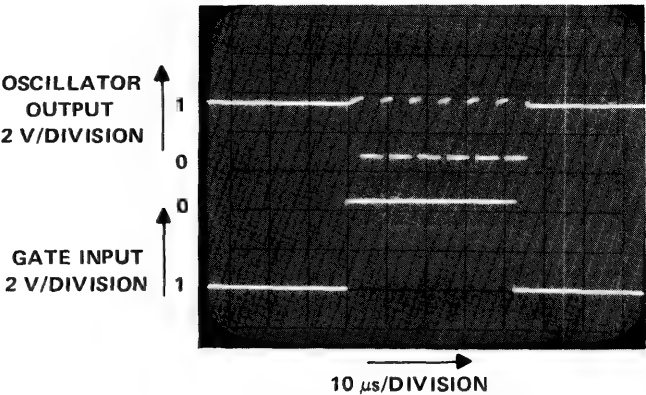 OSCILLATOR
OUTPUT
2 V/DIVISION
1
0
0
GATE INPUT
2 V/DIVISION
1
10 μs/DIVISION